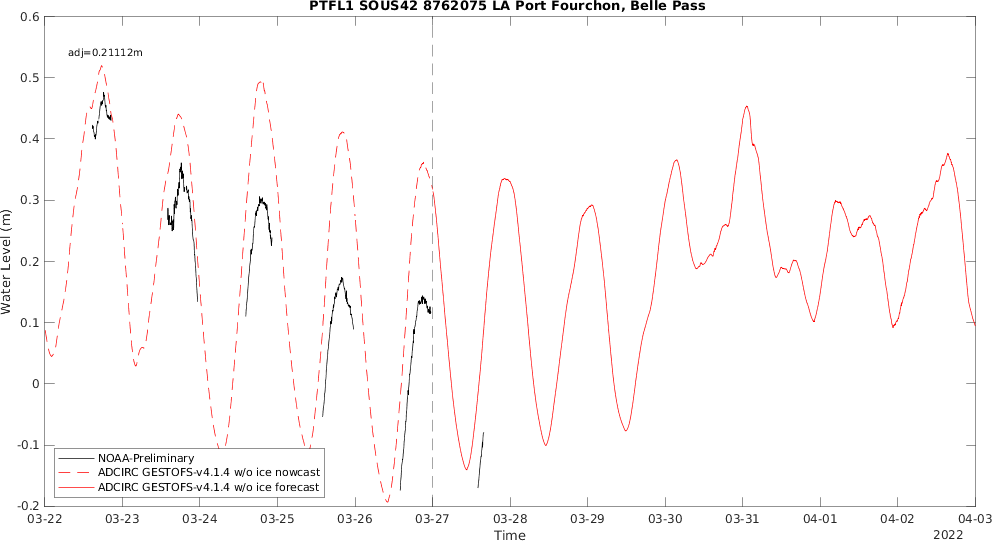 PTFL1 SOUS42 8762075 LA Port Fourchon, Belle Pass
adj=0.21112m
Water Level (m)
0.6
0.5
0.4
0.3
0.2
0.1
0
-0.1
-0.2
NOAA-Preliminary
ADCIRC GESTOFS-v4.1.4 w/o ice nowcast
ADCIRC GESTOFS-v4.1.4 w/o ice forecast
03-22 03-23 03-24 03-25 03-26 03-27 03-28 03-29 03-30 03-31 04-01 04-02 04-03
Time
2022